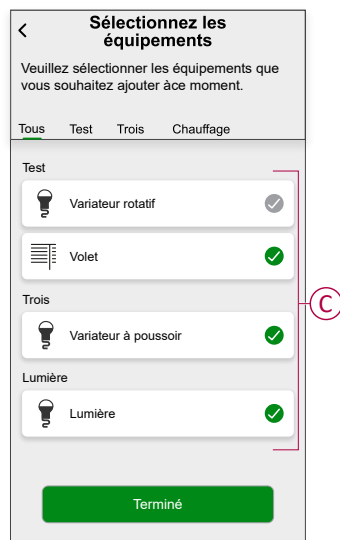 Sélectionnez les
équipements
Veuillez sélectionner les équipements que
vous souhaitez ajouter àce moment.
Tous Test Trois Chauffage
Test
Variateur rotatif
Volet
Trois
Variateur à poussoir
Lumière
Lumière
Terminé
C